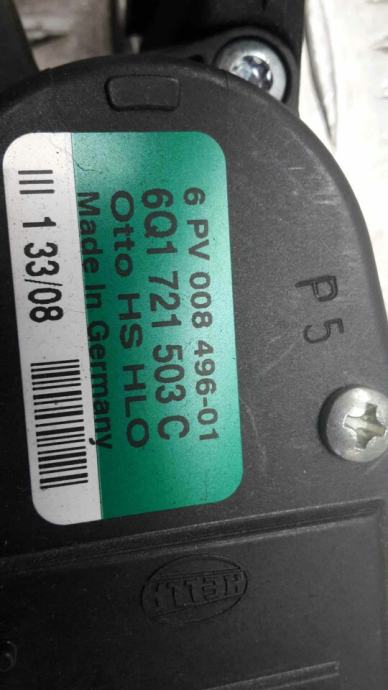 6 PV 008 496-01
6Q1 721 503 C
Otto HS HLO
Made In Germany
||| 1 33/08
P5
HELLA